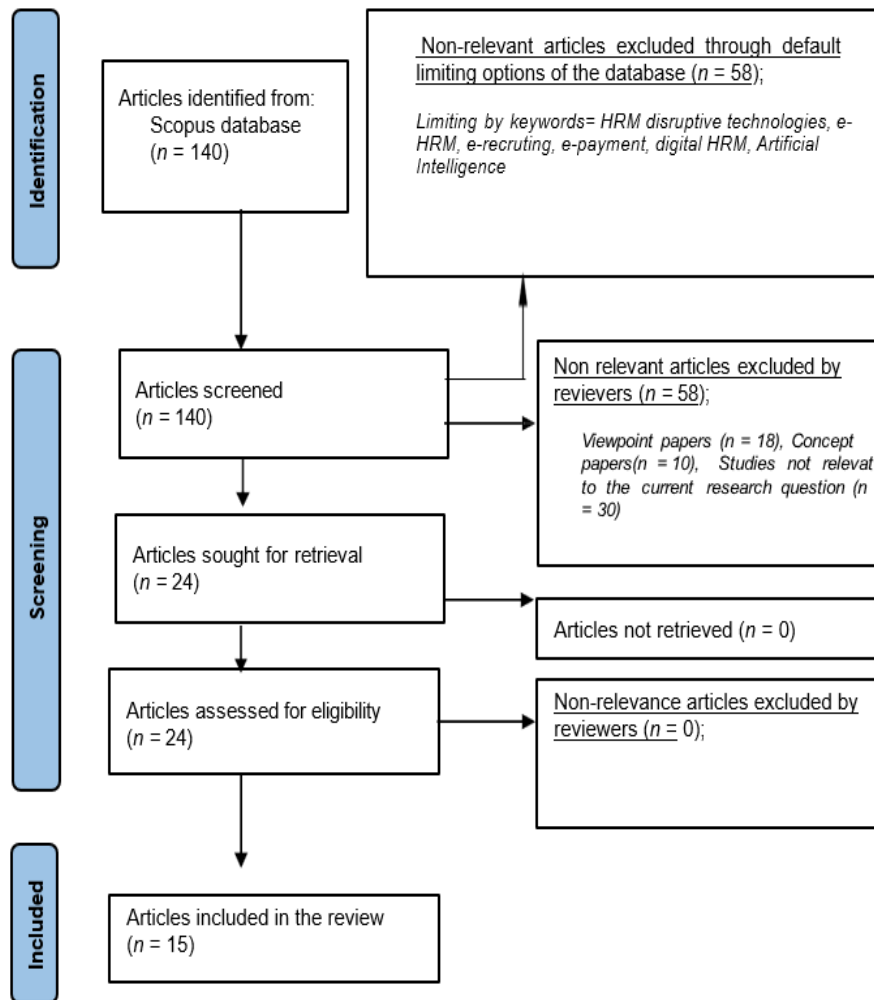 Identification
Articles identified from:
Scopus database
(n = 140)
Non-relevant articles excluded through default
limiting options of the database (n = 58);
Limiting by keywords= HRM disruptive technologies, e-
HRM, e-recruting, e-payment, digital HRM, Artificial
Intelligence
Screening
Articles screened
(n = 140)
Non relevant articles excluded by
revievers (n = 58);
Viewpoint papers (n = 18), Concept
papers(n = 10), Studies not relevat
to the current research question (n
= 30)
Articles sought for retrieval
(n = 24)
Articles not retrieved (n = 0)
Articles assessed for eligibility
(n = 24)
Non-relevance articles excluded by
reviewers (n = 0);
Included
Articles included in the review
(n = 15)